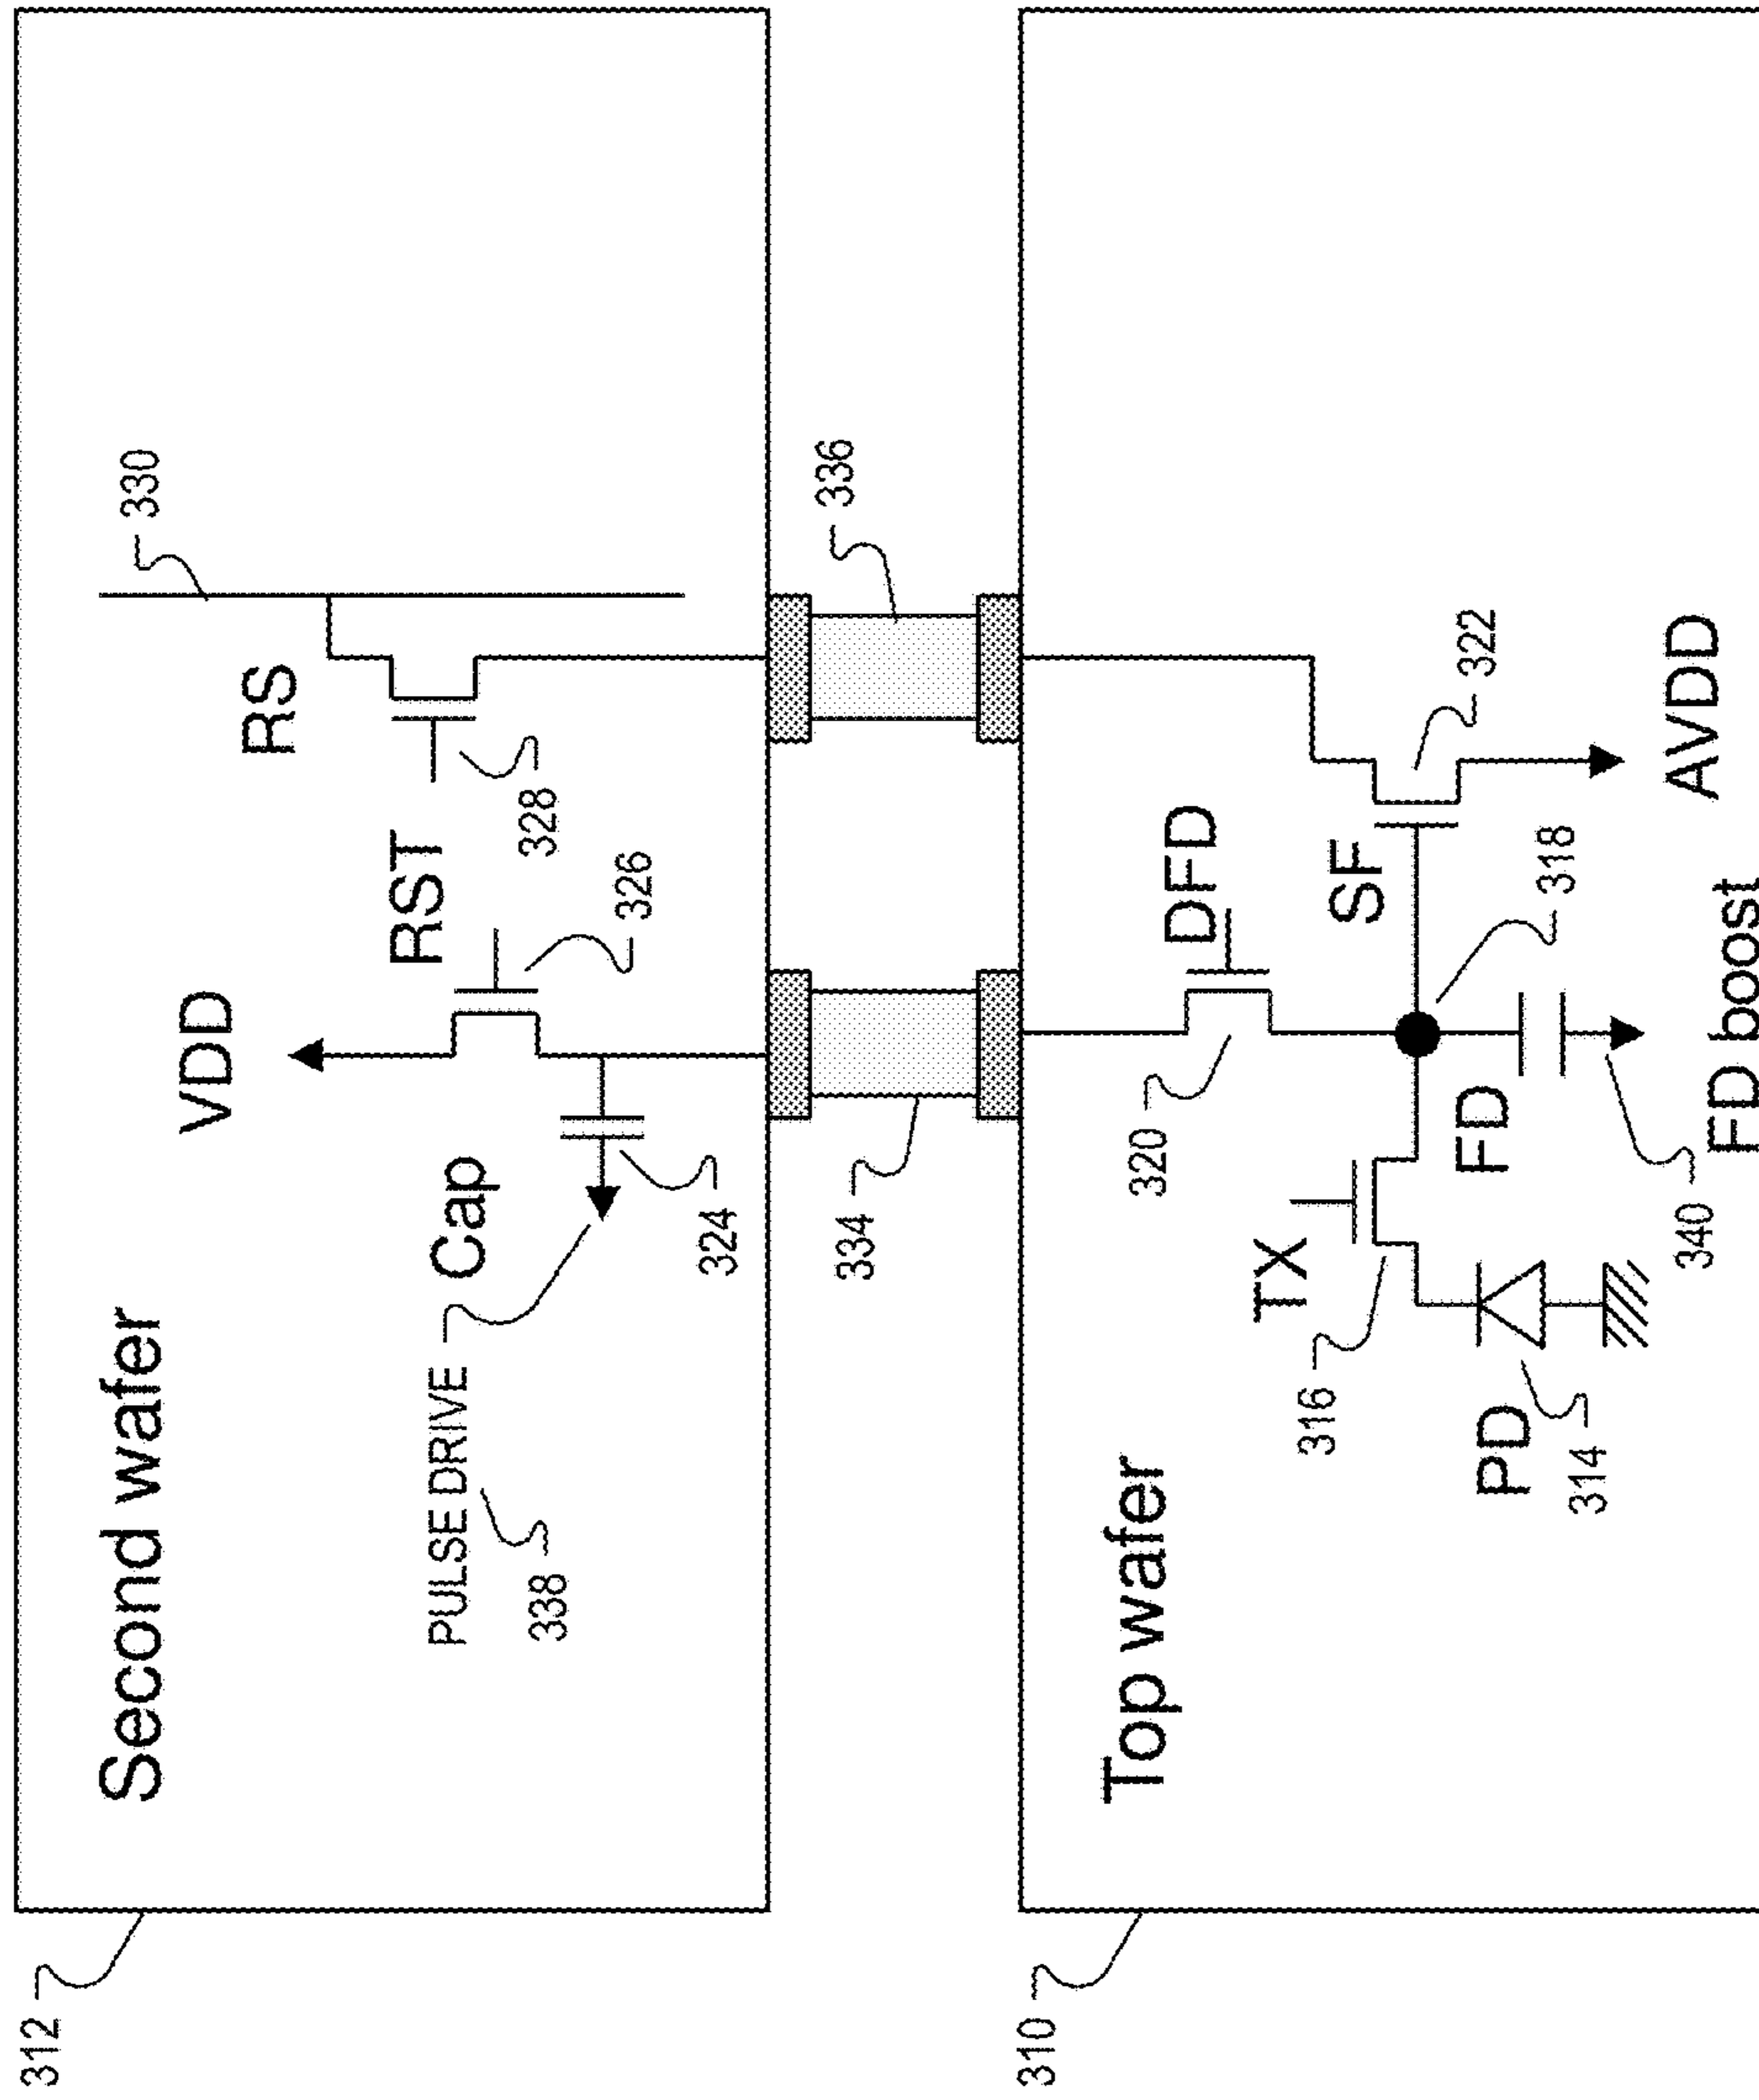 312
Second wafer
VDD
RST
326
RS
330
328
PULSE DRIVE
338
Cap
324
334
336
310
Top wafer
TX
316
320
DFD
SF
322
318
PD
314
FD
340
FD boost
AVDD